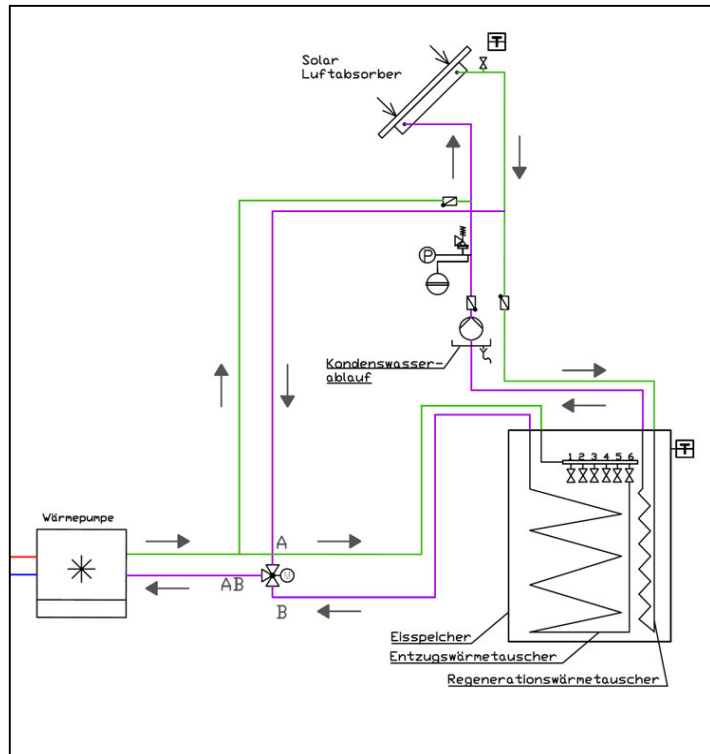 T
Solar
Luftabsorber
P
Kondenswasser-
ablauf
1 2 3 4 5 6
T
Wärmepumpe
A
M
AB
B
Eisspeicher
Entzugswärmetauscher
Regenerationswärmetauscher